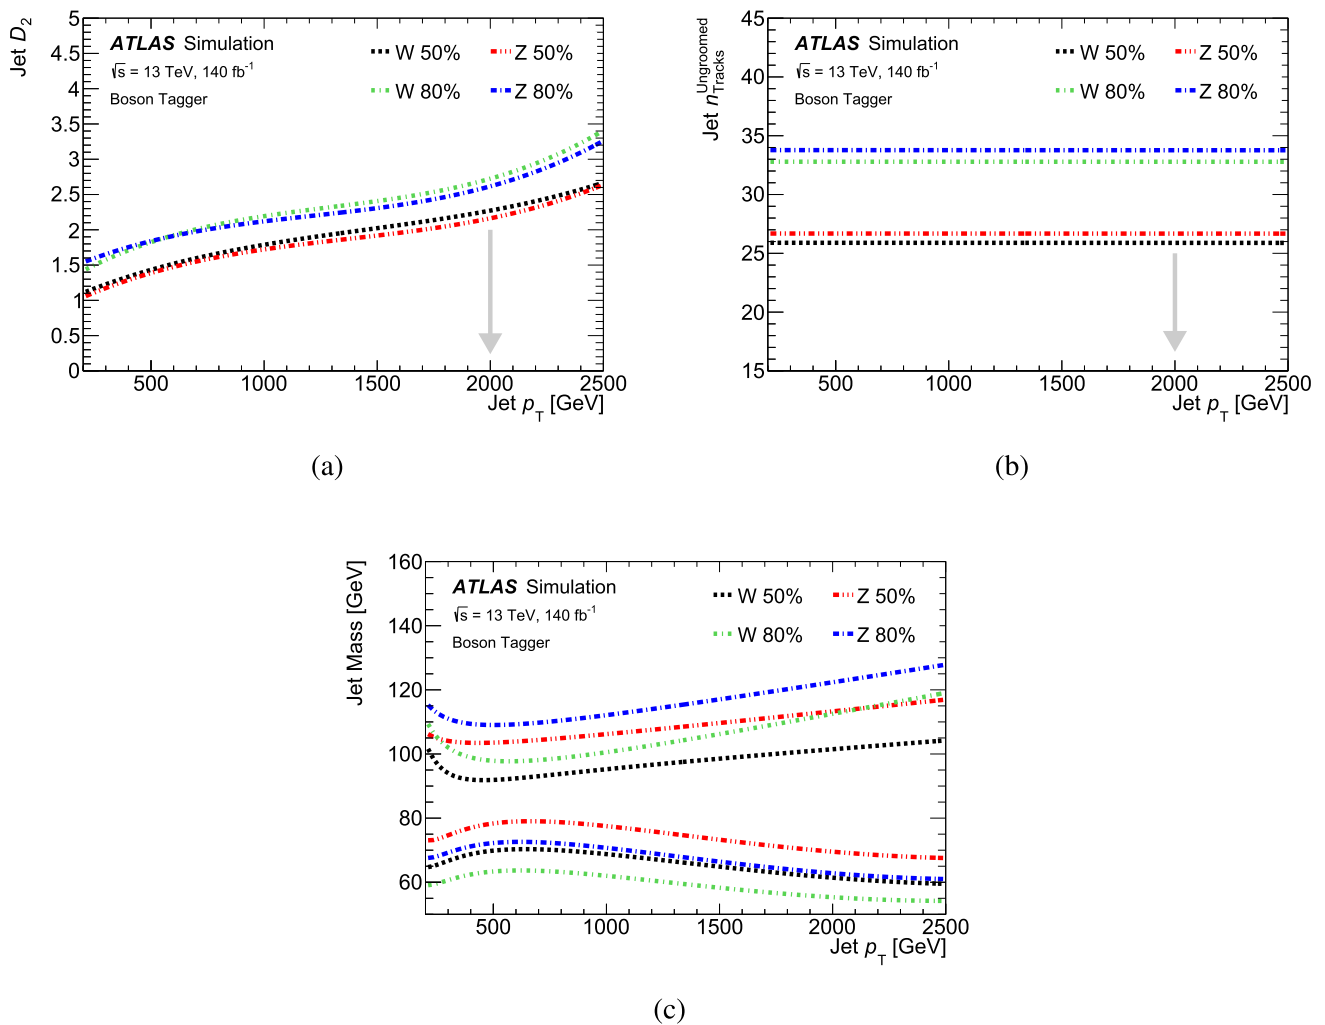 Jet D2
5
4.5
4
3.5
3
2.5
2
1.5
1
0.5
0
ATLAS Simulation
√s = 13 TeV, 140 fb-1
Boson Tagger
W 50%
Z 50%
W 80%
Z 80%
500
1000
1500
2000
2500
Jet pT [GeV]
(a)
Jet nTracksUngroomed
45
40
35
30
25
20
15
ATLAS Simulation
√s = 13 TeV, 140 fb-1
Boson Tagger
W 50%
Z 50%
W 80%
Z 80%
500
1000
1500
2000
2500
Jet pT [GeV]
(b)
Jet Mass [GeV]
160
140
120
100
80
60
ATLAS Simulation
√s = 13 TeV, 140 fb-1
Boson Tagger
W 50%
Z 50%
W 80%
Z 80%
500
1000
1500
2000
2500
Jet pT [GeV]
(c)